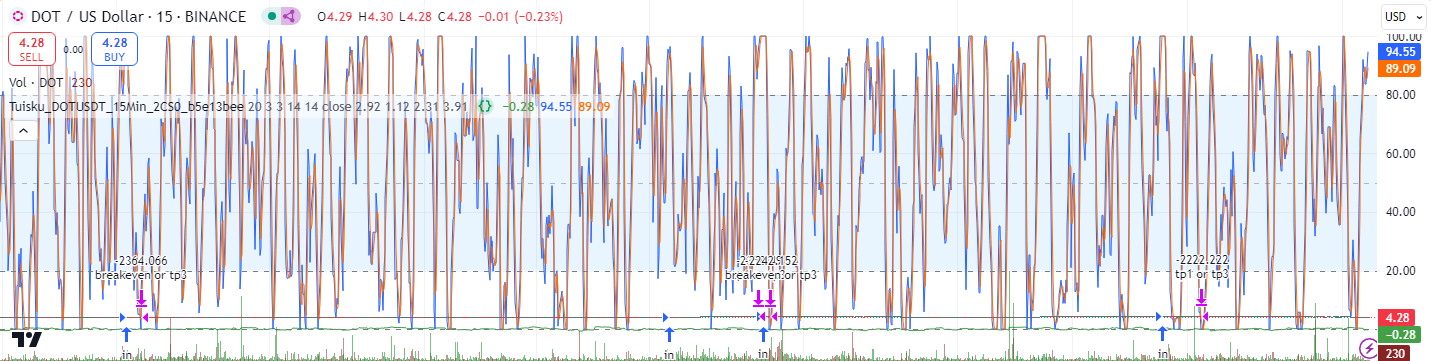 DOT / US Dollar · 15 · BINANCE O4.29 H4.30 L4.28 C4.28 −0.01 (−0.23%)
USD
4.28 SELL
0.00
4.28 BUY
Vol · DOT 230
Tuisku_DOTUSDT_15Min_2CS0_b5e13bee 20 3 3 14 14 close 2.92 1.12 2.31 3.91 −0.28 94.55 89.09
100.00
94.55
89.09
80.00
60.00
40.00
20.00
4.28
−0.28
230
-2364.066
breakeven or tp3
in
in
breakeven or tp3
in
-2222.222
tp1 or tp3
in